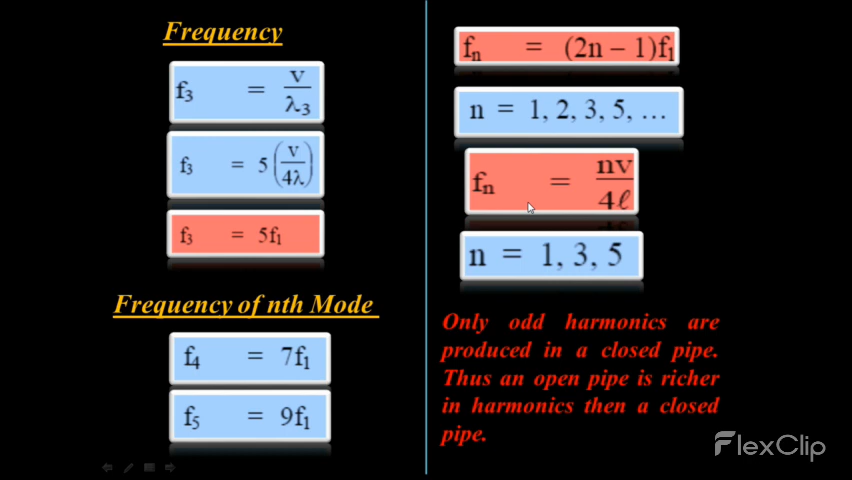 Frequency
f₃ = v/λ₃
f₃ = 5(v/4λ)
f₃ = 5f₁
Frequency of nth Mode
f₄ = 7f₁
f₅ = 9f₁
fₙ = (2n – 1)f₁
n = 1, 2, 3, 5, ...
fₙ = nv/4ℓ
n = 1, 3, 5
Only odd harmonics are
produced in a closed pipe.
Thus an open pipe is richer
in harmonics then a closed
pipe.
FlexClip